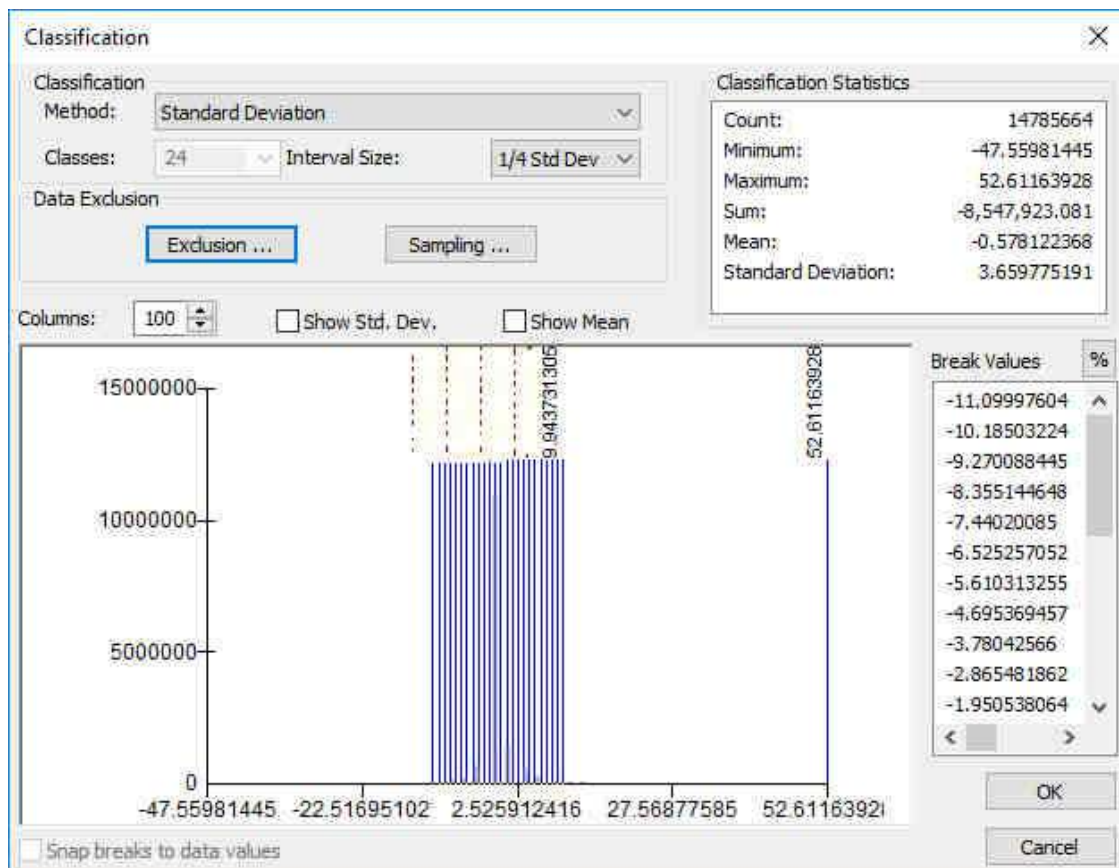 Classification
Classification
Method: Standard Deviation
Classes: 24 Interval Size: 1/4 Std Dev
Data Exclusion
Exclusion ... Sampling ...
Classification Statistics
Count: 14785664
Minimum: -47.55981445
Maximum: 52.61163928
Sum: -8,547,923.081
Mean: -0.578122368
Standard Deviation: 3.659775191
Columns: 100 Show Std. Dev. Show Mean
15000000
10000000
5000000
0
9.943731305
52.61163928
-47.55981445 -22.51695102 2.525912416 27.56877585 52.6116392
Break Values %
-11.09997604
-10.18503224
-9.270088445
-8.355144648
-7.44020085
-6.525257052
-5.610313255
-4.695369457
-3.78042566
-2.865481862
-1.950538064
OK
Cancel
Snap breaks to data values